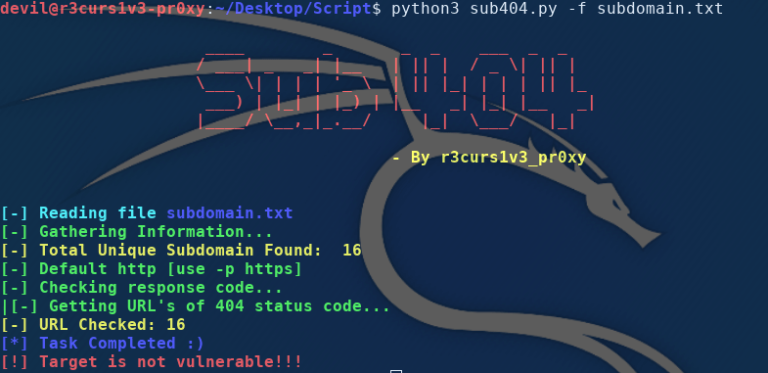 devil@r3curs1v3-pr0xy:~/Desktop/Script$ python3 sub404.py -f subdomain.txt
Sub 404
- By r3curs1v3_pr0xy
[-] Reading file subdomain.txt
[-] Gathering Information...
[-] Total Unique Subdomain Found:  16
[-] Default http [use -p https]
[-] Checking response code...
|[-] Getting URL's of 404 status code...
[-] URL Checked: 16
[*] Task Completed :)
[!] Target is not vulnerable!!!